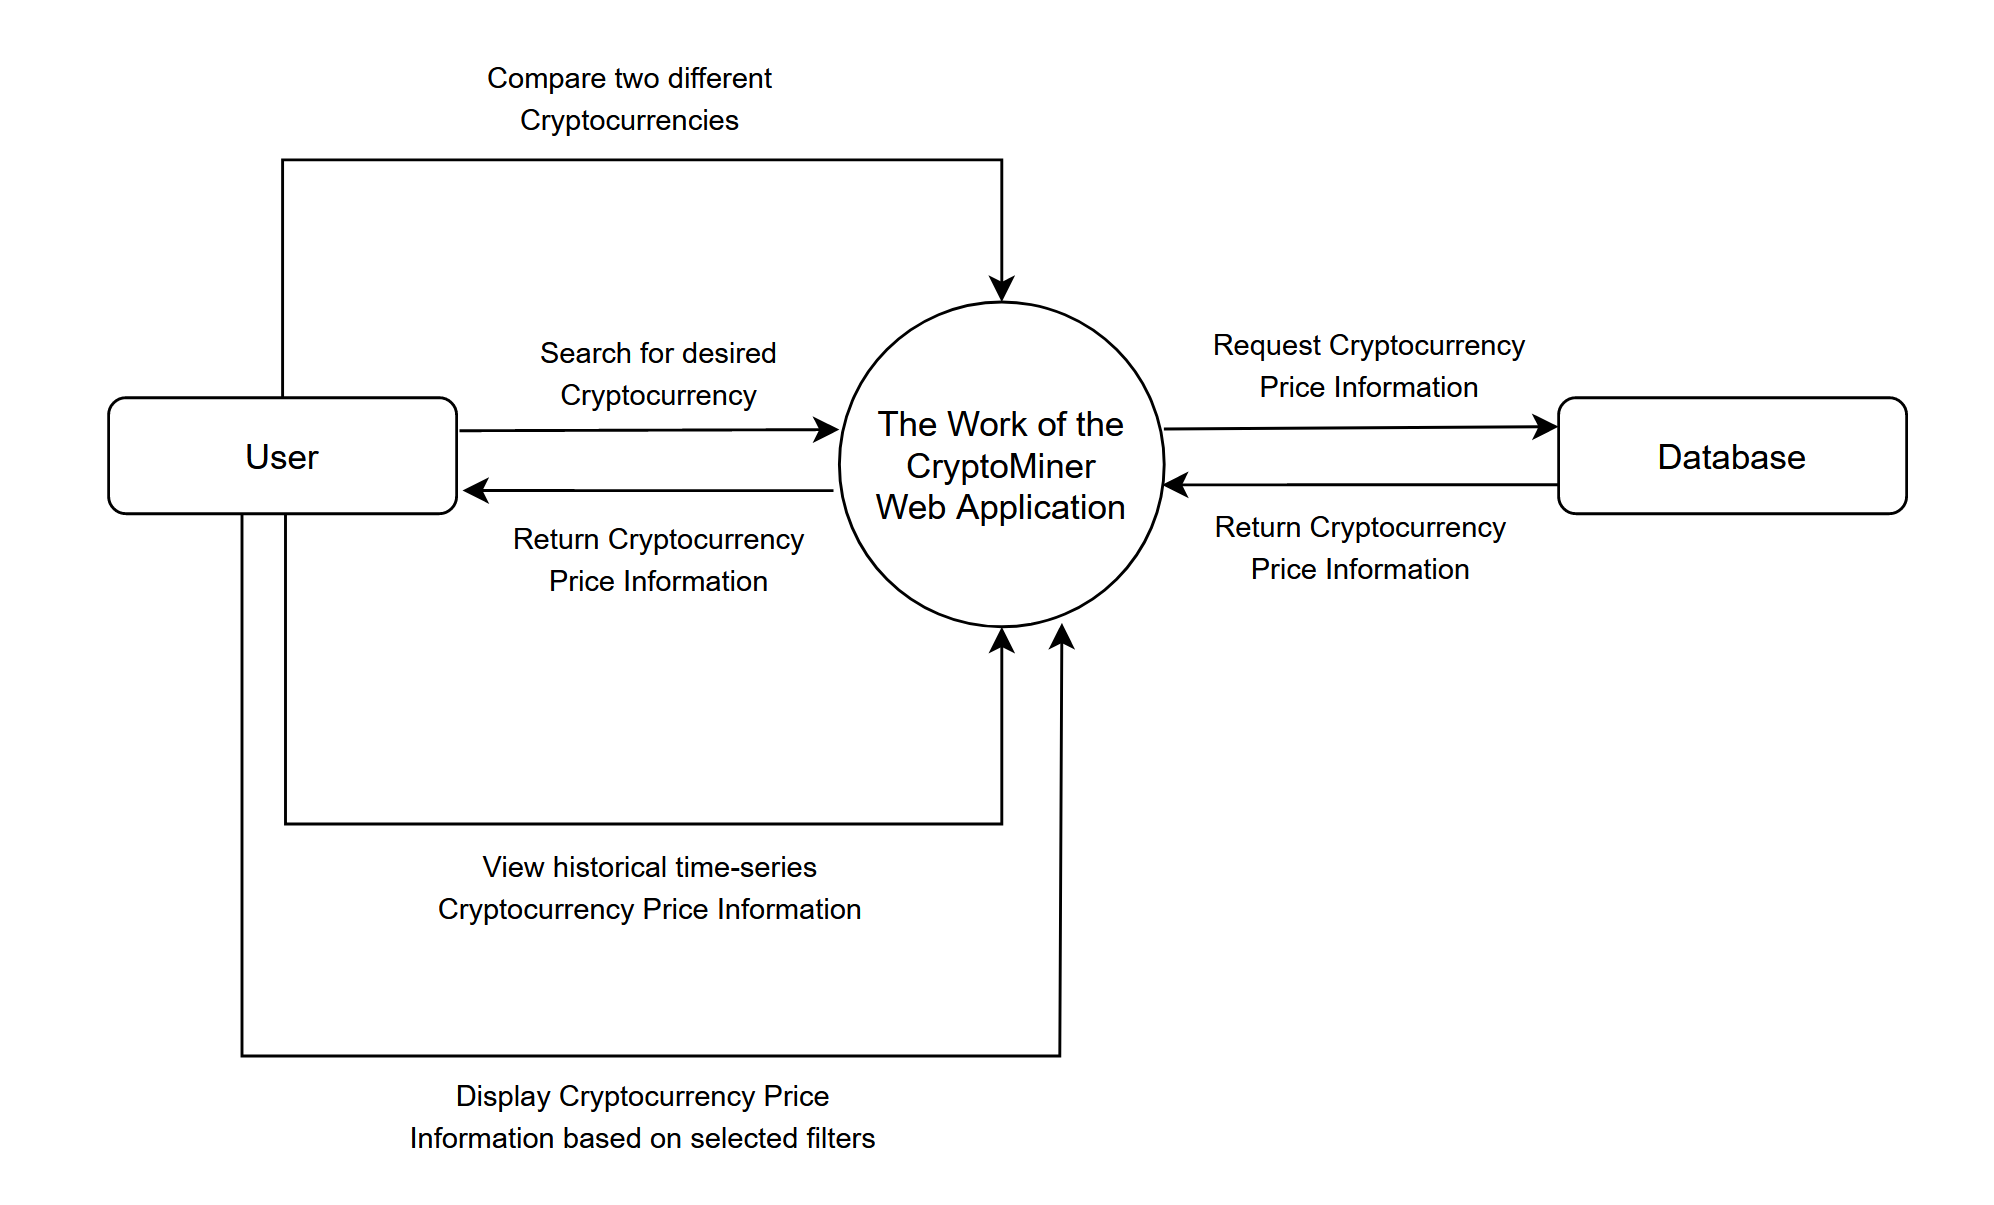 Compare two different
Cryptocurrencies
Search for desired
Cryptocurrency
Request Cryptocurrency
Price Information
User
The Work of the
CryptoMiner
Web Application
Database
Return Cryptocurrency
Price Information
Return Cryptocurrency
Price Information
View historical time-series
Cryptocurrency Price Information
Display Cryptocurrency Price
Information based on selected filters